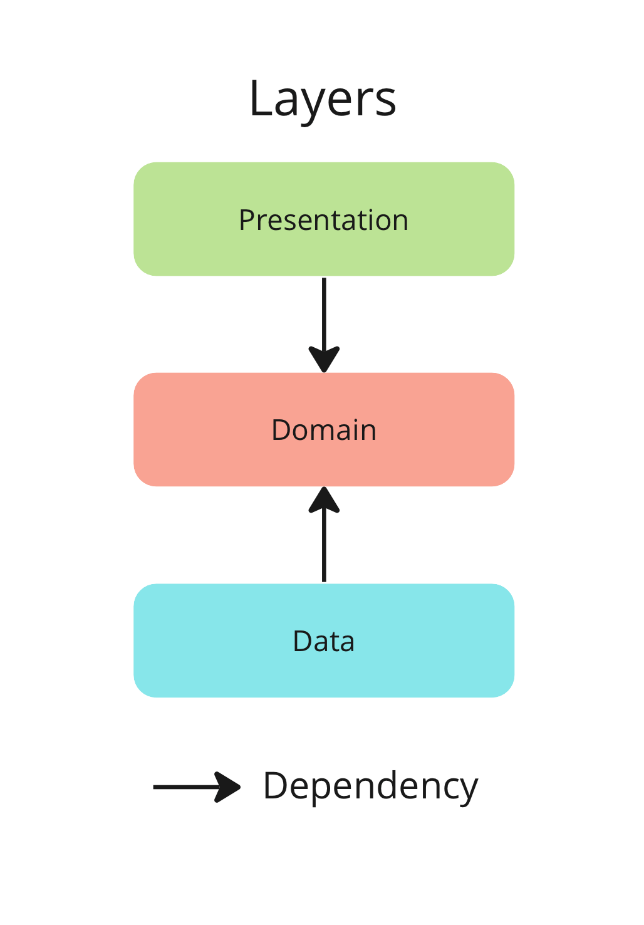 Layers
Presentation
Domain
Data
Dependency